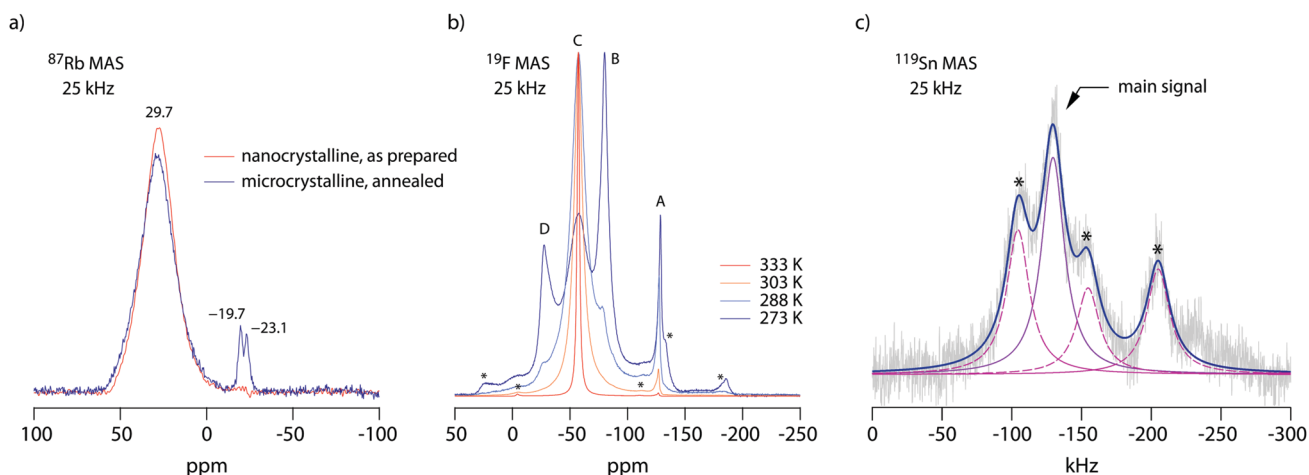 a)
⁸⁷Rb MAS
25 kHz
29.7
nanocrystalline, as prepared
microcrystalline, annealed
−19.7
−23.1
100
50
0
-50
-100
ppm
b)
¹⁹F MAS
25 kHz
C
B
D
A
333 K
303 K
288 K
273 K
*
*
*
*
*
50
0
-50
-100
-150
-200
-250
ppm
c)
¹¹⁹Sn MAS
25 kHz
main signal
*
*
*
0
-50
-100
-150
-200
-250
-300
kHz